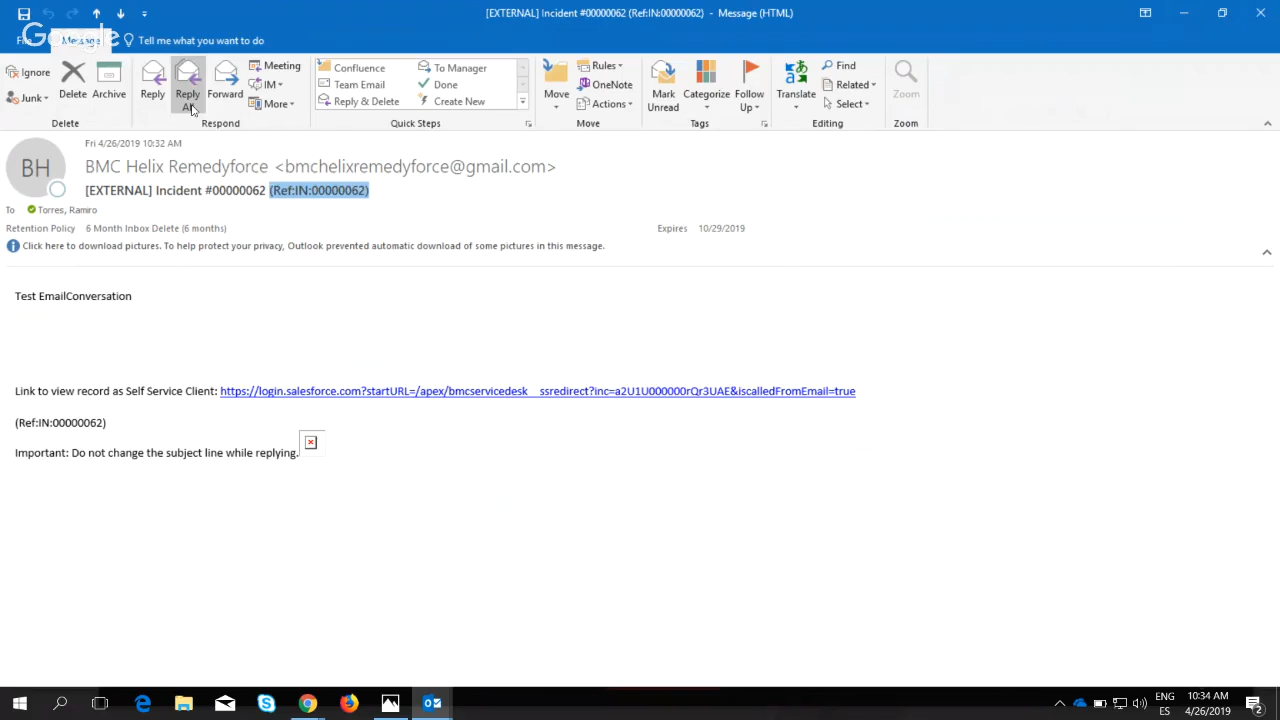 [EXTERNAL] Incident #00000062 (Ref:IN:00000062) - Message (HTML)
Google
Message
Tell me what you want to do
Ignore
Junk
Delete
Archive
Reply
Reply All
Forward
Meeting
IM
More
Confluence
Team Email
Reply & Delete
To Manager
Done
Create New
Move
Rules
OneNote
Actions
Mark Unread
Categorize
Follow Up
Translate
Find
Related
Select
Zoom
Delete
Respond
Quick Steps
Move
Tags
Editing
Zoom
Fri 4/26/2019 10:32 AM
BH
BMC Helix Remedyforce <bmchelixremedyforce@gmail.com>
[EXTERNAL] Incident #00000062 (Ref:IN:00000062)
To Torres, Ramiro
Retention Policy 6 Month Inbox Delete (6 months) Expires 10/29/2019
Click here to download pictures. To help protect your privacy, Outlook prevented automatic download of some pictures in this message.
Test EmailConversation
Link to view record as Self Service Client: https://login.salesforce.com?startURL=/apex/bmcservicedesk__ssredirect?inc=a2U1U000000rQr3UAE&iscalledFromEmail=true
(Ref:IN:00000062)
Important: Do not change the subject line while replying.
ENG
ES
10:34 AM
4/26/2019
2